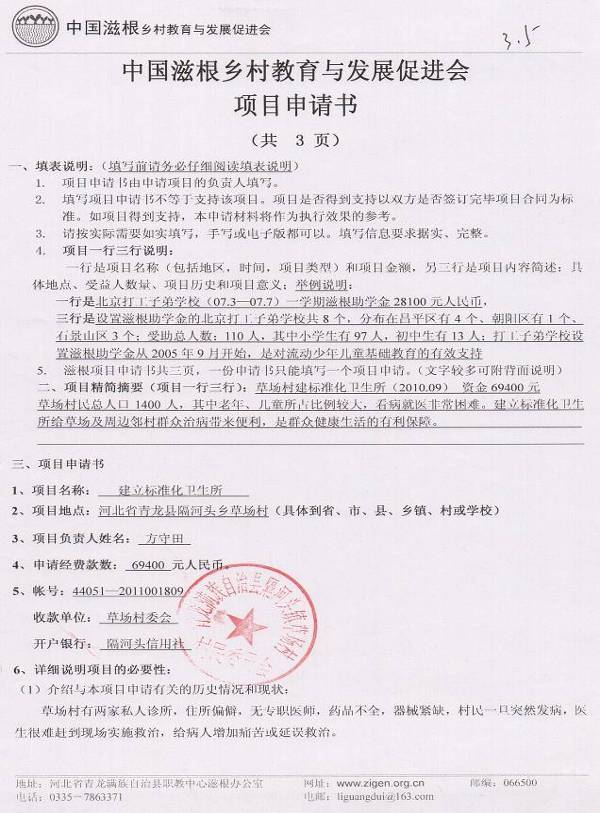 中国滋根乡村教育与发展促进会
3.5
中国滋根乡村教育与发展促进会
项目申请书
（共 3 页）
一、填表说明：（填写前请务必仔细阅读填表说明）
1. 项目申请书由申请项目的负责人填写。
2. 填写项目申请书不等于支持该项目。项目是否得到支持以双方是否签订完毕项目合同为标
准。如项目得到支持，本申请材料将作为执行效果的参考。
3. 请按实际需要如实填写，手写或电子版都可以。填写信息要求据实、完整。
4. 项目一行三行说明：
一行是项目名称（包括地区，时间，项目类型）和项目金额，另三行是项目内容简述：具
体地点、受益人数量、项目历史和项目意义；举例说明：
一行是北京打工子弟学校（07.3—07.7）一学期滋根助学金 28100 元人民币，
三行是设置滋根助学金的北京打工子弟学校共 8 个，分布在昌平区有 4 个、朝阳区有 1 个、
石景山区 3 个；受助总人数：110 人，其中小学生有 97 人，初中生有 13 人；打工子弟学校设
置滋根助学金从 2005 年 9 月开始，是对流动少年儿童基础教育的有效支持
5. 滋根项目申请书共三页，一份申请书只能填写一个项目申请。（文字较多可附背面说明）
二、项目精简摘要（项目一行三行）：草场村建标准化卫生所（2010.09） 资金 69400 元
草场村民总人口 1400 人，其中老年、儿童所占比例较大，看病就医非常困难。建立标准化卫生
所给草场及周边邻村群众治病带来便利，是群众健康生活的有利保障。
三、项目申请书
1、项目名称： 建立标准化卫生所
2、项目地点：河北省青龙县隔河头乡草场村（具体到省、市、县、乡镇、村或学校）
3、项目负责人姓名： 方守田
4、申请经费款数： 69400 元人民币。
5、帐号：44051—2011001809
收款单位： 草场村委会
开户银行： 隔河头信用社
6、详细说明项目的必要性：
（1）介绍与本项目申请有关的历史情况和现状：
草场村有两家私人诊所，住所偏僻，无专职医师，药品不全，器械紧缺，村民一旦突然发病，医
生很难赶到现场实施救治，给病人增加痛苦或延误救治。
地址：河北省青龙满族自治县职教中心滋根办公室 网址：www.zigen.org.cn 邮编：066500
电话：0335-7863371 电邮：liguangdui@163.com